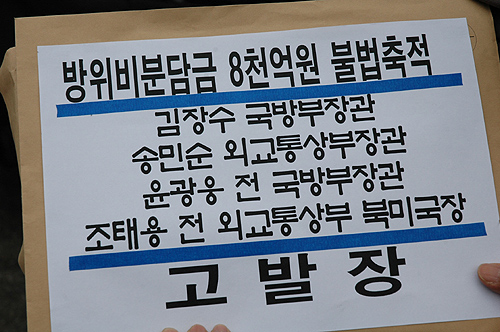 방위비분담금 8천억원 불법축적
김장수 국방부장관
송민순 외교통상부장관
윤광웅 전 국방부장관
조태용 전 외교통상부 북미국장
고발장